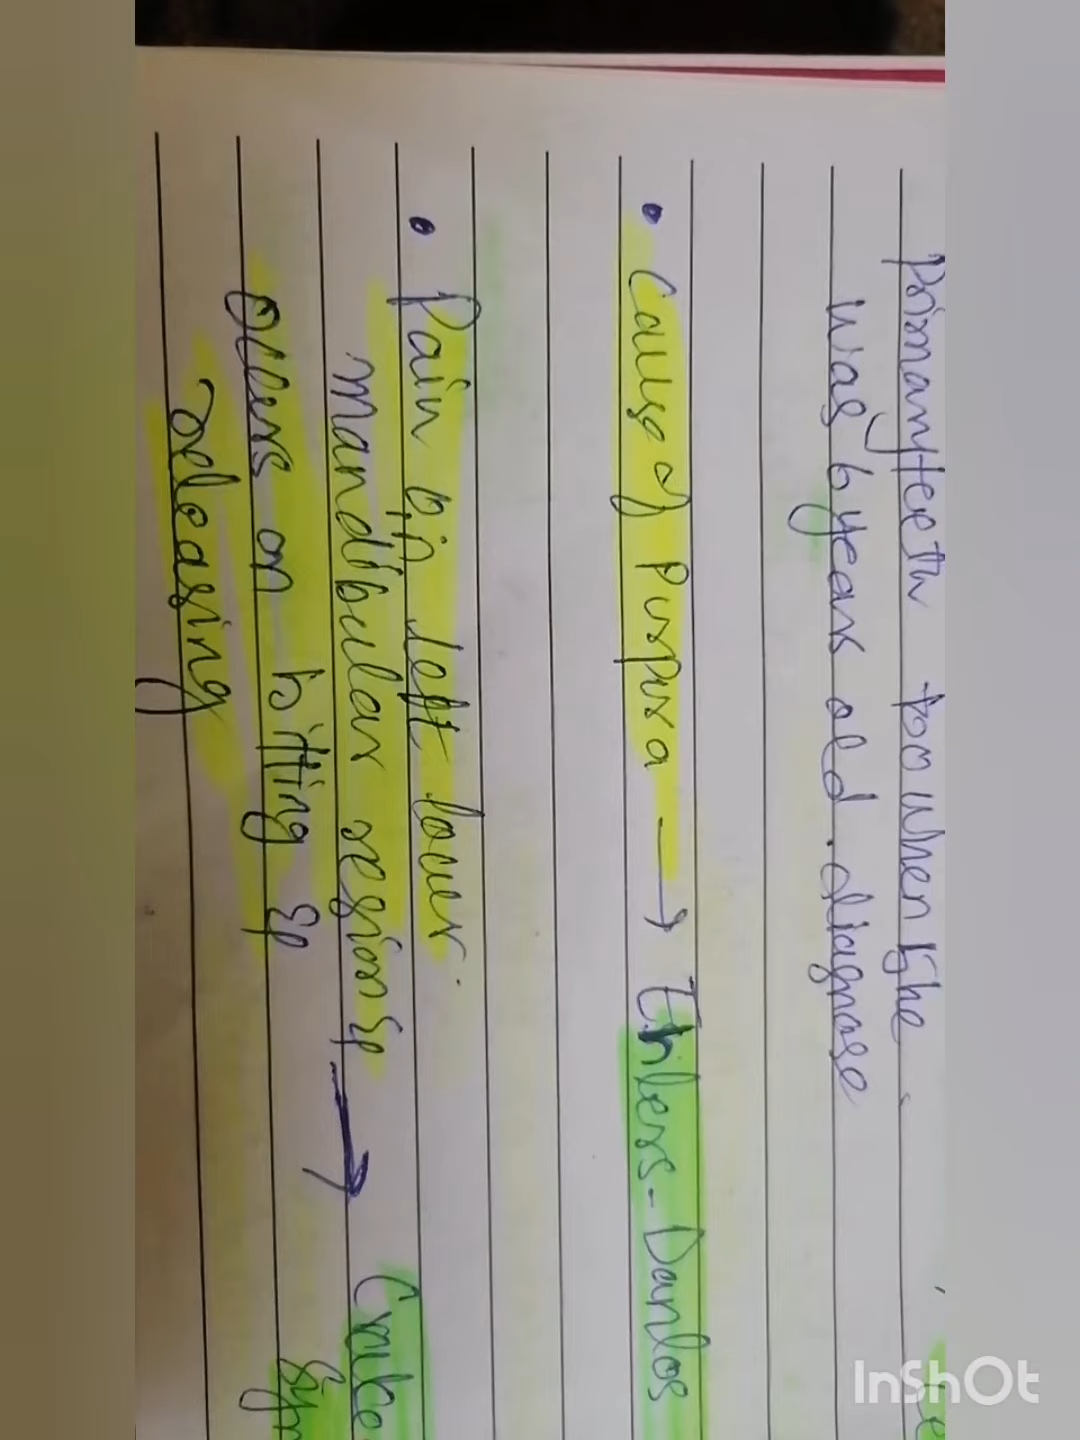 Primary teeth too when she
was 6 years old. diagnose
• Cause of Purpura → Ehlers-Danlos
• Pain in left lower
mandibular region &
occurs on bitting &
releasing
InShOt